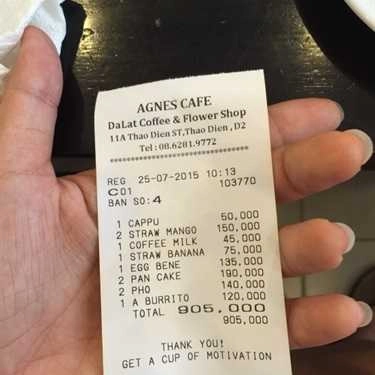 AGNES CAFE
DaLat Coffee & Flower Shop
11A Thao Dien ST,Thao Dien , D2
Tel : 08.6281.9772
REG 25-07-2015 10:13
C01 103770
BAN SO:4
1 CAPPU 50,000
2 STRAW MANGO 150,000
1 COFFEE MILK 45,000
1 STRAW BANANA 75,000
1 EGG BENE 135,000
2 PAN CAKE 190,000
2 PHO 140,000
1 A BURRITO 120,000
TOTAL 905,000
905,000
THANK YOU!
GET A CUP OF MOTIVATION